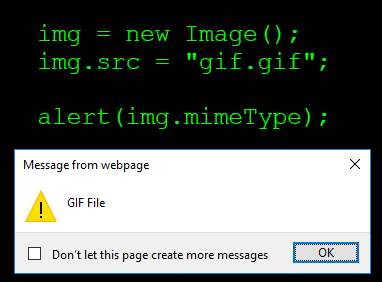 img = new Image();
img.src = "gif.gif";
alert(img.mimeType);
Message from webpage
GIF File
Don't let this page create more messages
OK